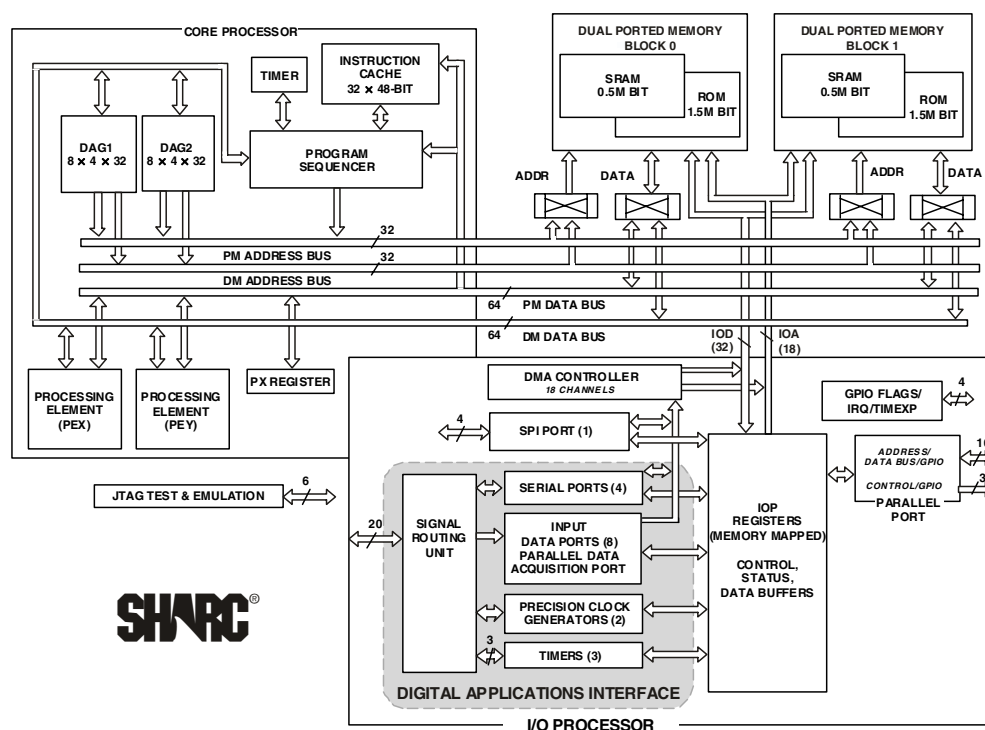 CORE PROCESSOR
TIMER
INSTRUCTION
CACHE
32 × 48-BIT
DAG1
8 × 4 × 32
DAG2
8 × 4 × 32
PROGRAM
SEQUENCER
DUAL PORTED MEMORY
BLOCK 0
SRAM
0.5M BIT
ROM
1.5M BIT
DUAL PORTED MEMORY
BLOCK 1
SRAM
0.5M BIT
ROM
1.5M BIT
ADDR
DATA
ADDR
DATA
32
PM ADDRESS BUS
32
DM ADDRESS BUS
64
PM DATA BUS
64
DM DATA BUS
IOD
(32)
IOA
(18)
PROCESSING
ELEMENT
(PEX)
PROCESSING
ELEMENT
(PEY)
PX REGISTER
DMA CONTROLLER
18 CHANNELS
GPIO FLAGS/
IRQ/TIMEXP
4
4
SPI PORT (1)
ADDRESS/
DATA BUS/GPIO
CONTROL/GPIO
PARALLEL
PORT
3
JTAG TEST & EMULATION
6
20
SIGNAL
ROUTING
UNIT
SERIAL PORTS (4)
INPUT
DATA PORTS (8)
PARALLEL DATA
ACQUISITION PORT
PRECISION CLOCK
GENERATORS (2)
3
TIMERS (3)
IOP
REGISTERS
(MEMORY MAPPED)
CONTROL,
STATUS,
DATA BUFFERS
SHARC®
DIGITAL APPLICATIONS INTERFACE
I/O PROCESSOR